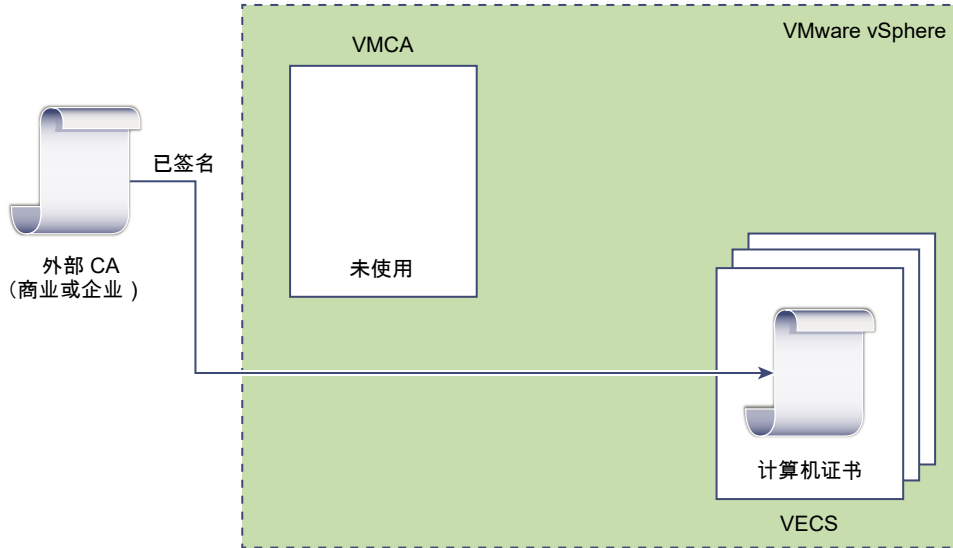 VMware vSphere
VMCA
已签名
外部 CA
（商业或企业 ）
未使用
计算机证书
VECS